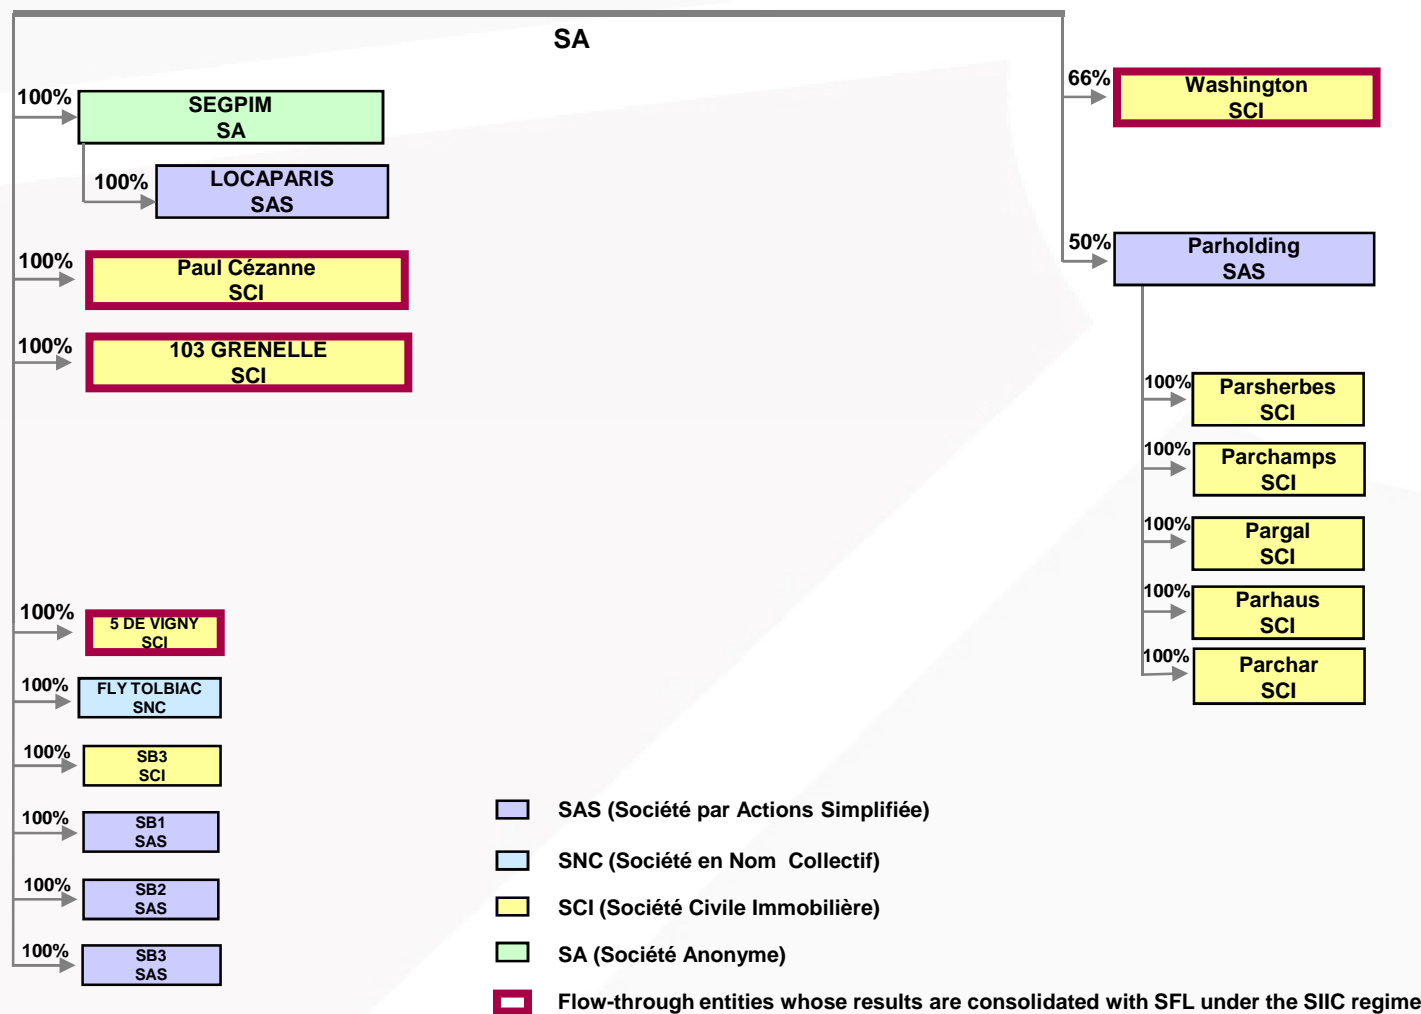 SA
100%
SEGPIM
SA
100%
LOCAPARIS
SAS
100%
Paul Cézanne
SCI
100%
103 GRENELLE
SCI
100%
5 DE VIGNY
SCI
100%
FLY TOLBIAC
SNC
100%
SB3
SCI
100%
SB1
SAS
100%
SB2
SAS
100%
SB3
SAS
66%
Washington
SCI
50%
Parholding
SAS
100%
Parsherbes
SCI
100%
Parchamps
SCI
100%
Pargal
SCI
100%
Parhaus
SCI
100%
Parchar
SCI
SAS (Société par Actions Simplifiée)
SNC (Société en Nom Collectif)
SCI (Société Civile Immobilière)
SA (Société Anonyme)
Flow-through entities whose results are consolidated with SFL under the SIIC regime